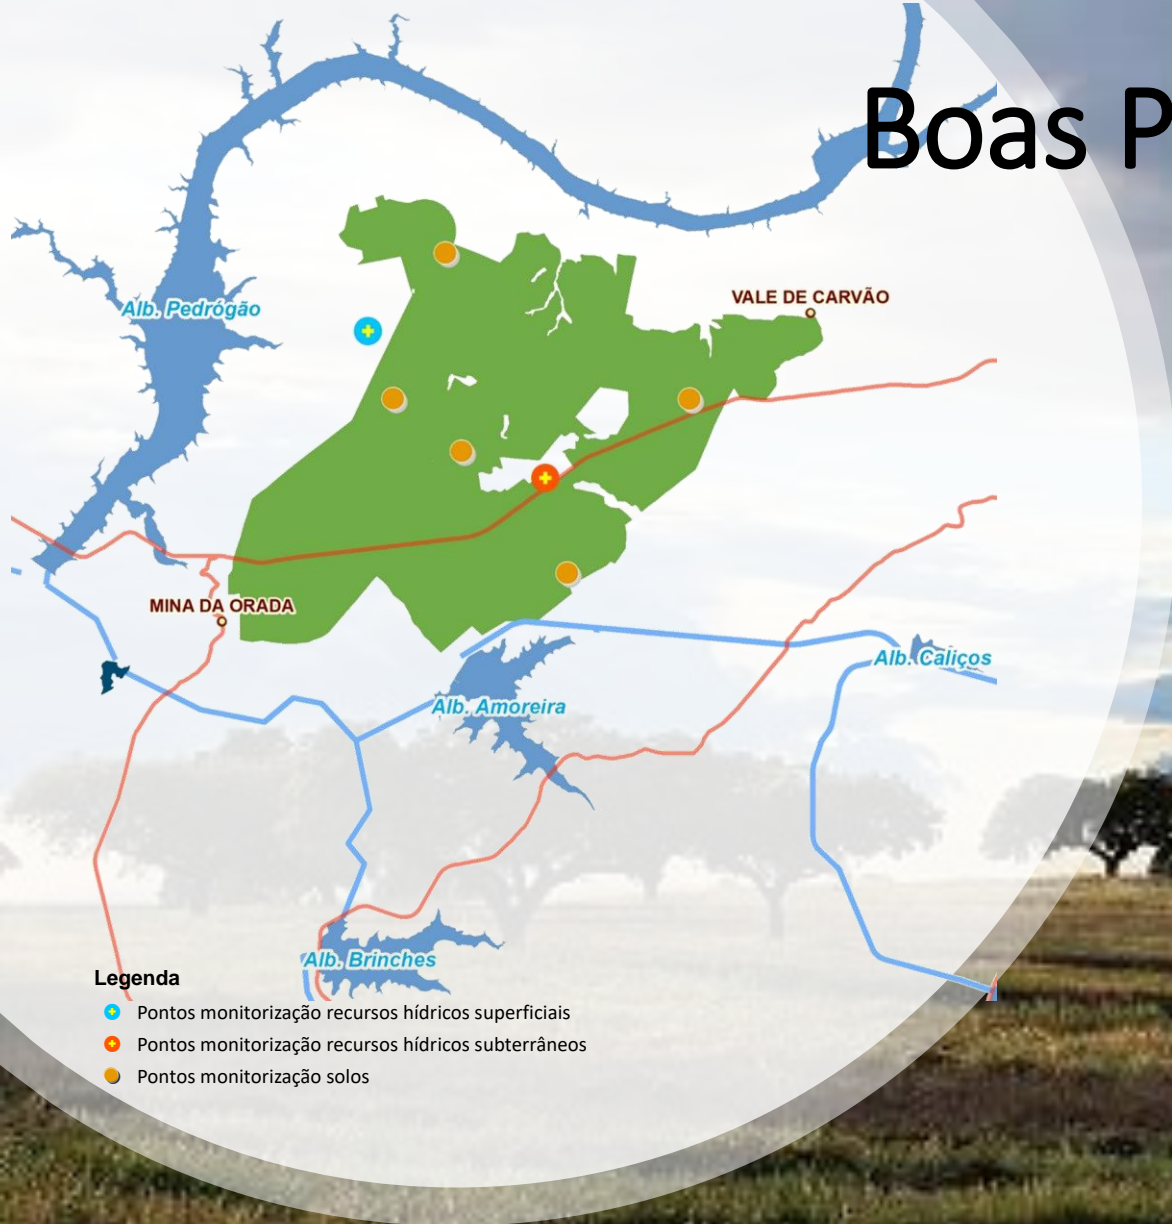 Boas P
Alb. Pedrógão
VALE DE CARVÃO
MINA DA ORADA
Alb. Caliços
Alb. Amoreira
Alb. Brinches
Legenda
Pontos monitorização recursos hídricos superficiais
Pontos monitorização recursos hídricos subterrâneos
Pontos monitorização solos